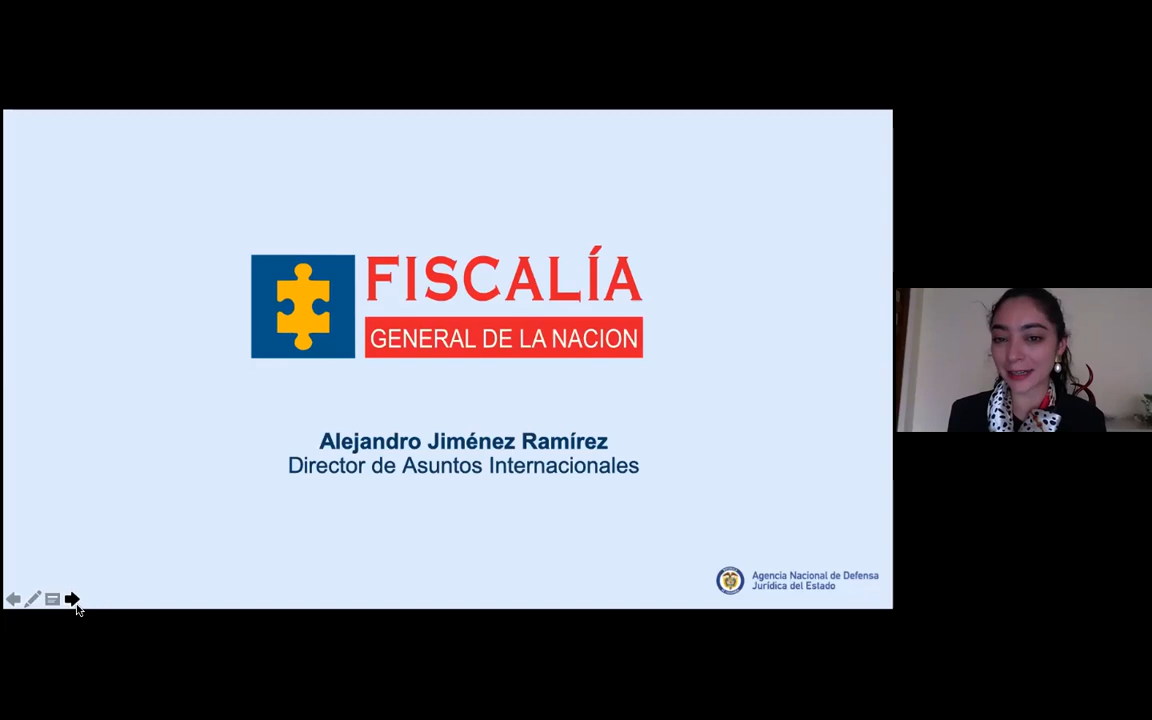 FISCALÍA
GENERAL DE LA NACION
Alejandro Jiménez Ramírez
Director de Asuntos Internacionales
Agencia Nacional de Defensa
Jurídica del Estado